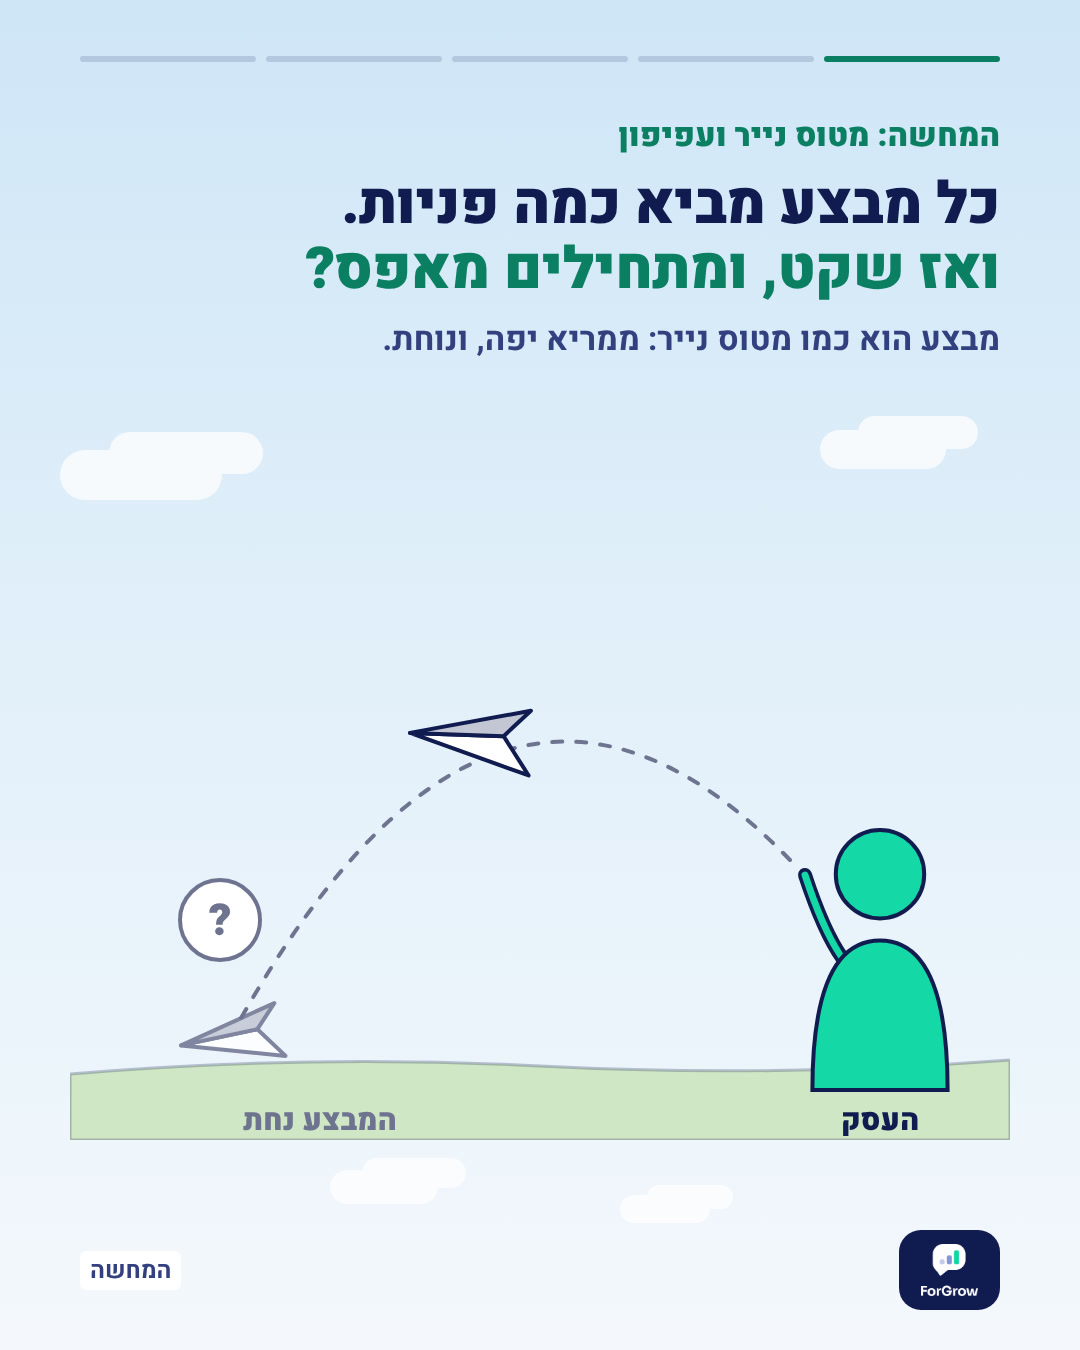 המחשה: מטוס נייר ועפיפון
כל מבצע מביא כמה פניות.
ואז שקט, ומתחילים מאפס?
מבצע הוא כמו מטוס נייר: ממריא יפה, ונוחת.
?
העסק
המבצע נחת
ForGrow
המחשה